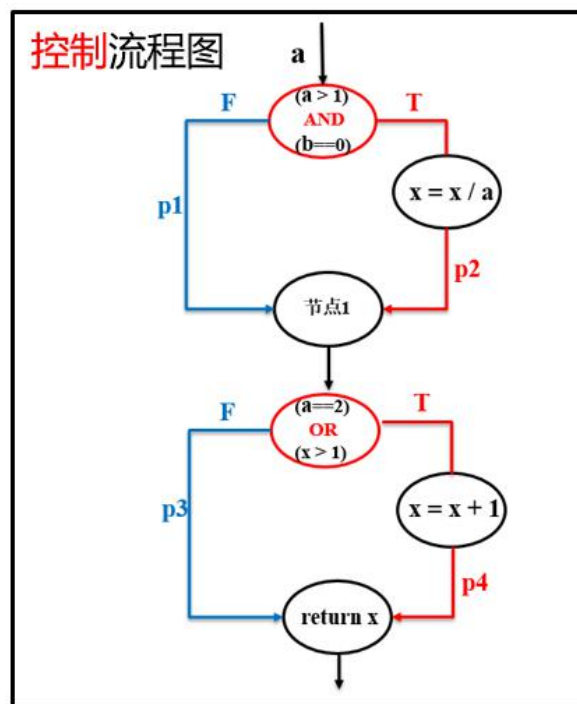 控制流程图
a
(a > 1)
AND
(b==0)
F
T
x = x / a
p1
p2
节点1
(a==2)
OR
(x > 1)
F
T
x = x + 1
p3
p4
return x